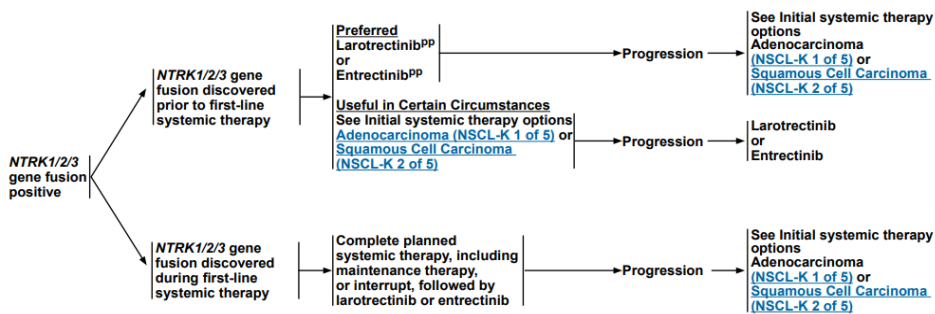 NTRK1/2/3
gene fusion
positive
NTRK1/2/3 gene
fusion discovered
prior to first-line
systemic therapy
Preferred
Larotrectinibpp
or
Entrectinibpp
Progression
See Initial systemic therapy
options
Adenocarcinoma
(NSCL-K 1 of 5) or
Squamous Cell Carcinoma
(NSCL-K 2 of 5)
Useful in Certain Circumstances
See Initial systemic therapy options
Adenocarcinoma (NSCL-K 1 of 5) or
Squamous Cell Carcinoma
(NSCL-K 2 of 5)
Progression
Larotrectinib
or
Entrectinib
NTRK1/2/3 gene
fusion discovered
during first-line
systemic therapy
Complete planned
systemic therapy, including
maintenance therapy,
or interrupt, followed by
larotrectinib or entrectinib
Progression
See Initial systemic therapy
options
Adenocarcinoma
(NSCL-K 1 of 5) or
Squamous Cell Carcinoma
(NSCL-K 2 of 5)